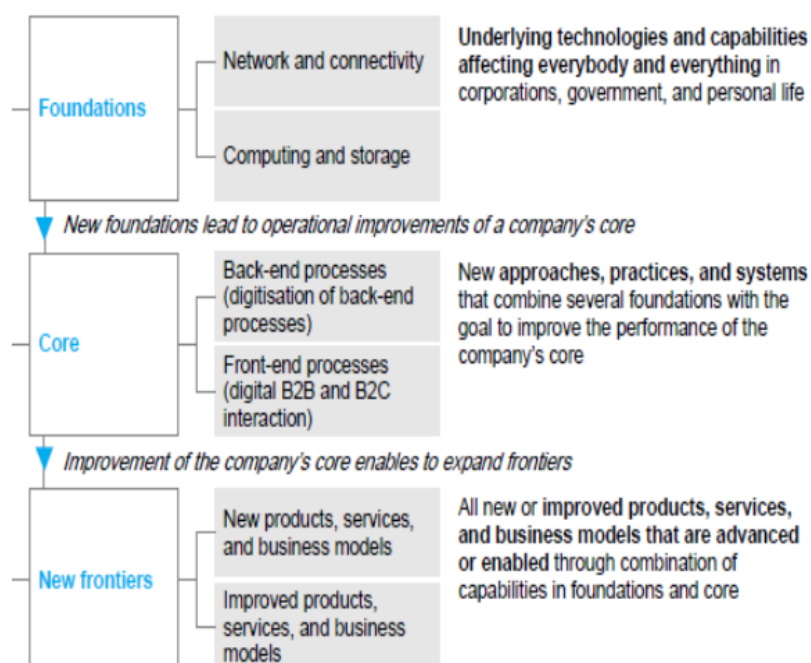 Foundations
Network and connectivity
Computing and storage
Underlying technologies and capabilities
affecting everybody and everything in
corporations, government, and personal life
New foundations lead to operational improvements of a company's core
Core
Back-end processes
(digitisation of back-end
processes)
Front-end processes
(digital B2B and B2C
interaction)
New approaches, practices, and systems
that combine several foundations with the
goal to improve the performance of the
company's core
Improvement of the company's core enables to expand frontiers
New frontiers
New products, services,
and business models
Improved products,
services, and business
models
All new or improved products, services,
and business models that are advanced
or enabled through combination of
capabilities in foundations and core